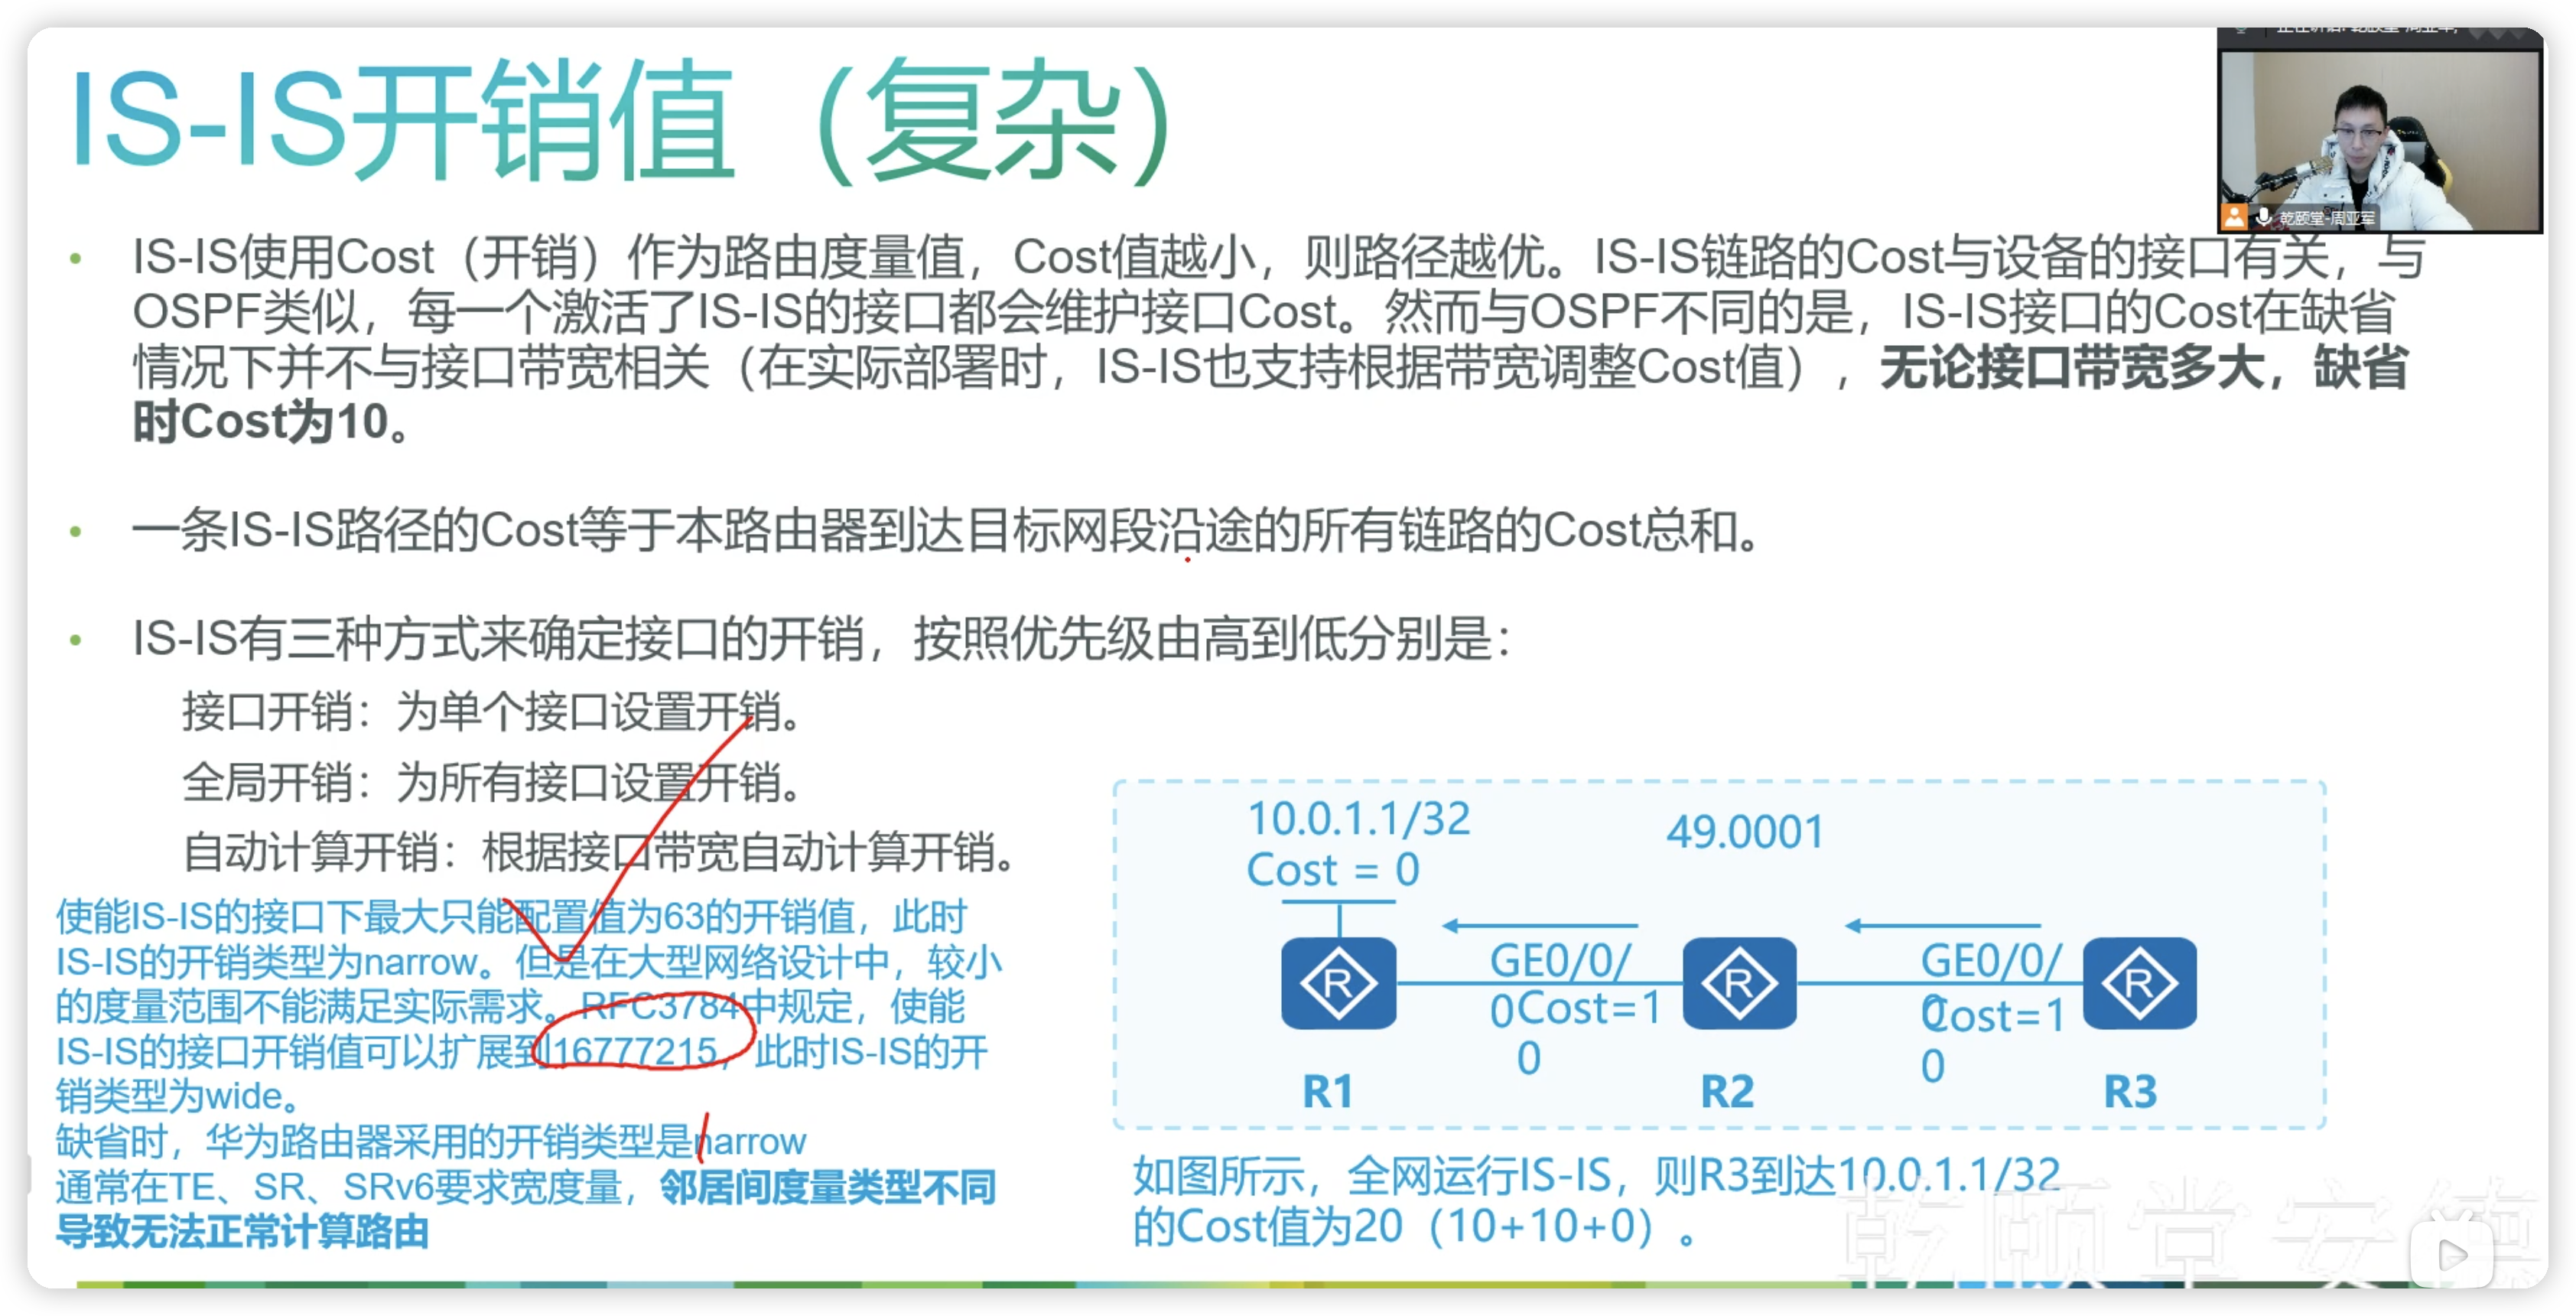 IS-IS开销值（复杂）
乾颐堂-周亚军
• IS-IS使用Cost（开销）作为路由度量值，Cost值越小，则路径越优。IS-IS链路的Cost与设备的接口有关，与
OSPF类似，每一个激活了IS-IS的接口都会维护接口Cost。然而与OSPF不同的是，IS-IS接口的Cost在缺省
情况下并不与接口带宽相关（在实际部署时，IS-IS也支持根据带宽调整Cost值），无论接口带宽多大，缺省
时Cost为10。
• 一条IS-IS路径的Cost等于本路由器到达目标网段沿途的所有链路的Cost总和。
• IS-IS有三种方式来确定接口的开销，按照优先级由高到低分别是：
接口开销：为单个接口设置开销。
全局开销：为所有接口设置开销。
自动计算开销：根据接口带宽自动计算开销。
使能IS-IS的接口下最大只能配置值为63的开销值，此时
IS-IS的开销类型为narrow。但是在大型网络设计中，较小
的度量范围不能满足实际需求。RFC3784中规定，使能
IS-IS的接口开销值可以扩展到16777215，此时IS-IS的开
销类型为wide。
缺省时，华为路由器采用的开销类型是narrow
通常在TE、SR、SRv6要求宽度量，邻居间度量类型不同
导致无法正常计算路由
10.0.1.1/32
Cost = 0
49.0001
GE0/0/
0
Cost=1
0
GE0/0/
0
Cost=1
0
R
R
R
R1
R2
R3
如图所示，全网运行IS-IS，则R3到达10.0.1.1/32
的Cost值为20（10+10+0）。
乾颐堂安德